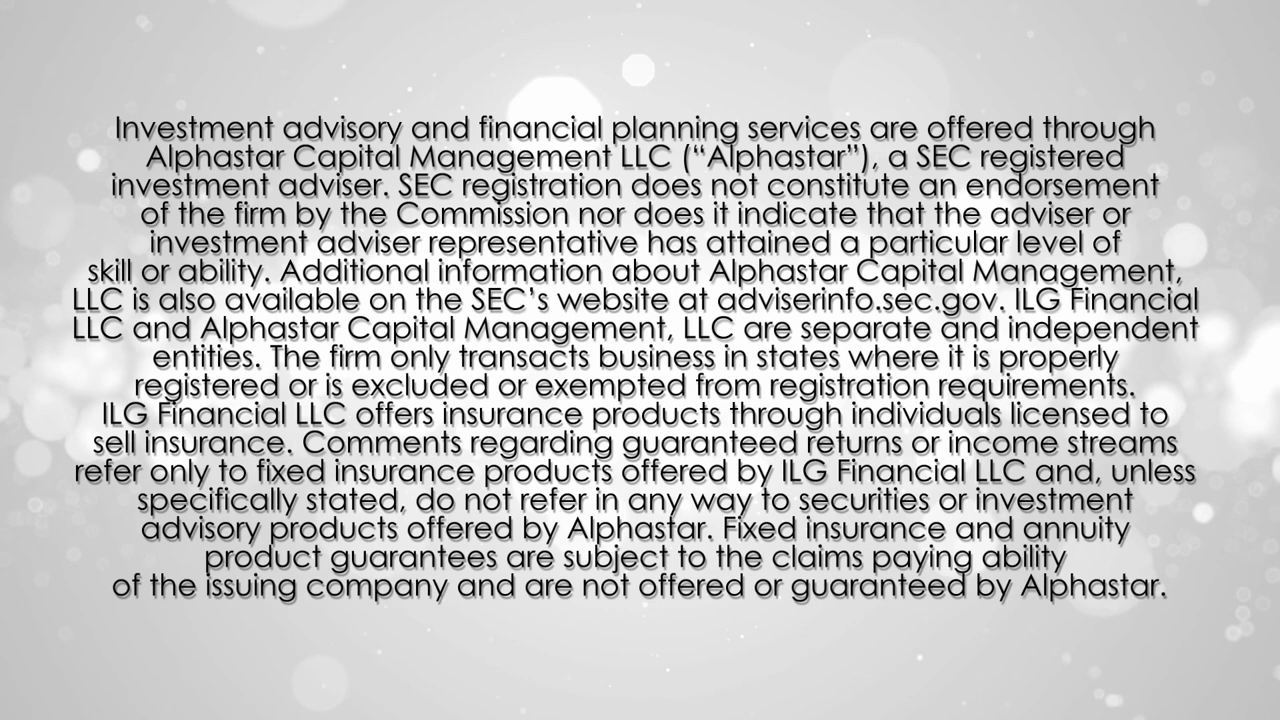 Investment advisory and financial planning services are offered through
Alphastar Capital Management LLC (“Alphastar”), a SEC registered
investment adviser. SEC registration does not constitute an endorsement
of the firm by the Commission nor does it indicate that the adviser or
investment adviser representative has attained a particular level of
skill or ability. Additional information about Alphastar Capital Management,
LLC is also available on the SEC’s website at adviserinfo.sec.gov. ILG Financial
LLC and Alphastar Capital Management, LLC are separate and independent
entities. The firm only transacts business in states where it is properly
registered or is excluded or exempted from registration requirements.
ILG Financial LLC offers insurance products through individuals licensed to
sell insurance. Comments regarding guaranteed returns or income streams
refer only to fixed insurance products offered by ILG Financial LLC and, unless
specifically stated, do not refer in any way to securities or investment
advisory products offered by Alphastar. Fixed insurance and annuity
product guarantees are subject to the claims paying ability
of the issuing company and are not offered or guaranteed by Alphastar.